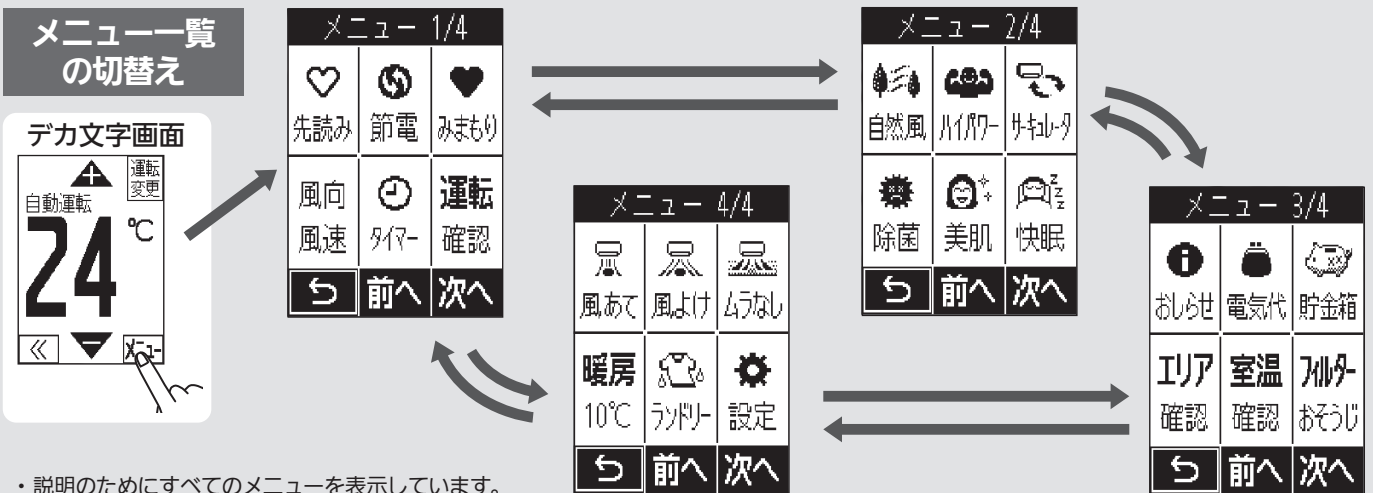 メニュー一覧
の切替え
デカ文字画面
運転
変更
自動運転
24
℃
メニュー
メニュー 1/4
先読み 節電 みまもり
風向 タイマー 運転
風速 確認
前へ 次へ
メニュー 2/4
自然風 ハイパワー サーキュレータ
除菌 美肌 快眠
前へ 次へ
メニュー 4/4
風あて 風よけ ムラなし
暖房
10℃ ランドリー 設定
前へ 次へ
メニュー 3/4
おしらせ 電気代 貯金箱
エリア 室温 フィルター
確認 確認 おそうじ
前へ 次へ
・説明のためにすべてのメニューを表示しています。